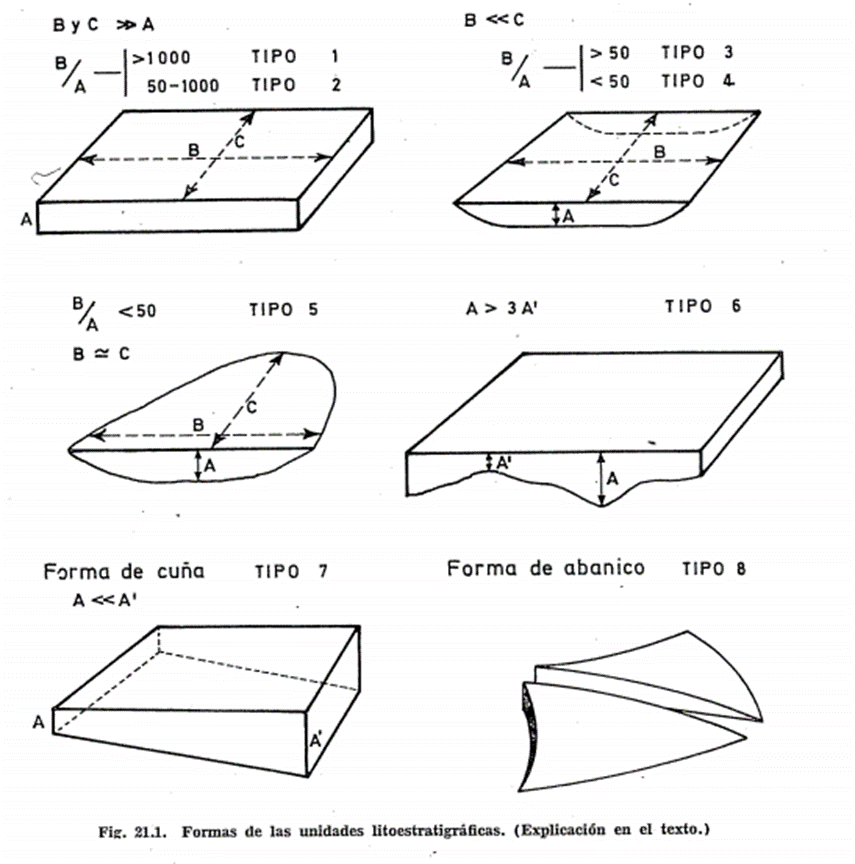 B y C >> A
B/A — >1000 TIPO 1
50-1000 TIPO 2
B
C
A
B << C
B/A — > 50 TIPO 3
< 50 TIPO 4
B
C
A
B/A < 50 TIPO 5
B ≃ C
C
B
A
A > 3 A' TIPO 6
A'
A
Forma de cuña TIPO 7
A << A'
A
A'
Forma de abanico TIPO 8
Fig. 21.1. Formas de las unidades litoestratigráficas. (Explicación en el texto.)